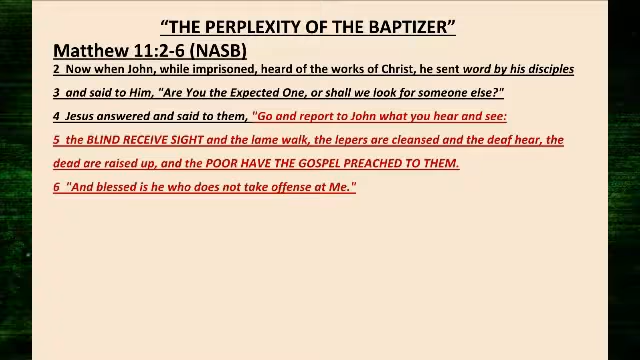 “THE PERPLEXITY OF THE BAPTIZER”
Matthew 11:2-6 (NASB)
2  Now when John, while imprisoned, heard of the works of Christ, he sent word by his disciples
3  and said to Him, "Are You the Expected One, or shall we look for someone else?"
4  Jesus answered and said to them, "Go and report to John what you hear and see:
5  the BLIND RECEIVE SIGHT and the lame walk, the lepers are cleansed and the deaf hear, the
dead are raised up, and the POOR HAVE THE GOSPEL PREACHED TO THEM.
6  "And blessed is he who does not take offense at Me."